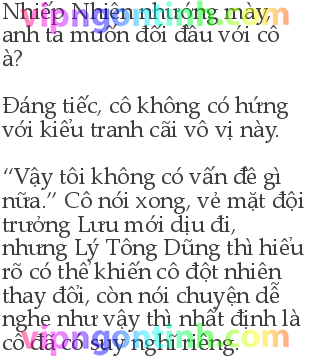 Nhiếp Nhiên nhướng mày,
anh ta muốn đối đầu với cô
à?
Đáng tiếc, cô không có hứng
với kiểu tranh cãi vô vị này.
“Vậy tôi không có vấn đề gì
nữa.” Cô nói xong, vẻ mặt đội
trưởng Lưu mới dịu đi,
nhưng Lý Tông Dũng thì hiểu
rõ có thể khiến cô đột nhiên
thay đổi, còn nói chuyện dễ
nghe như vậy thì nhất định là
cô đã có suy nghĩ riêng.
vipngontinh.com
vipngontinh.com